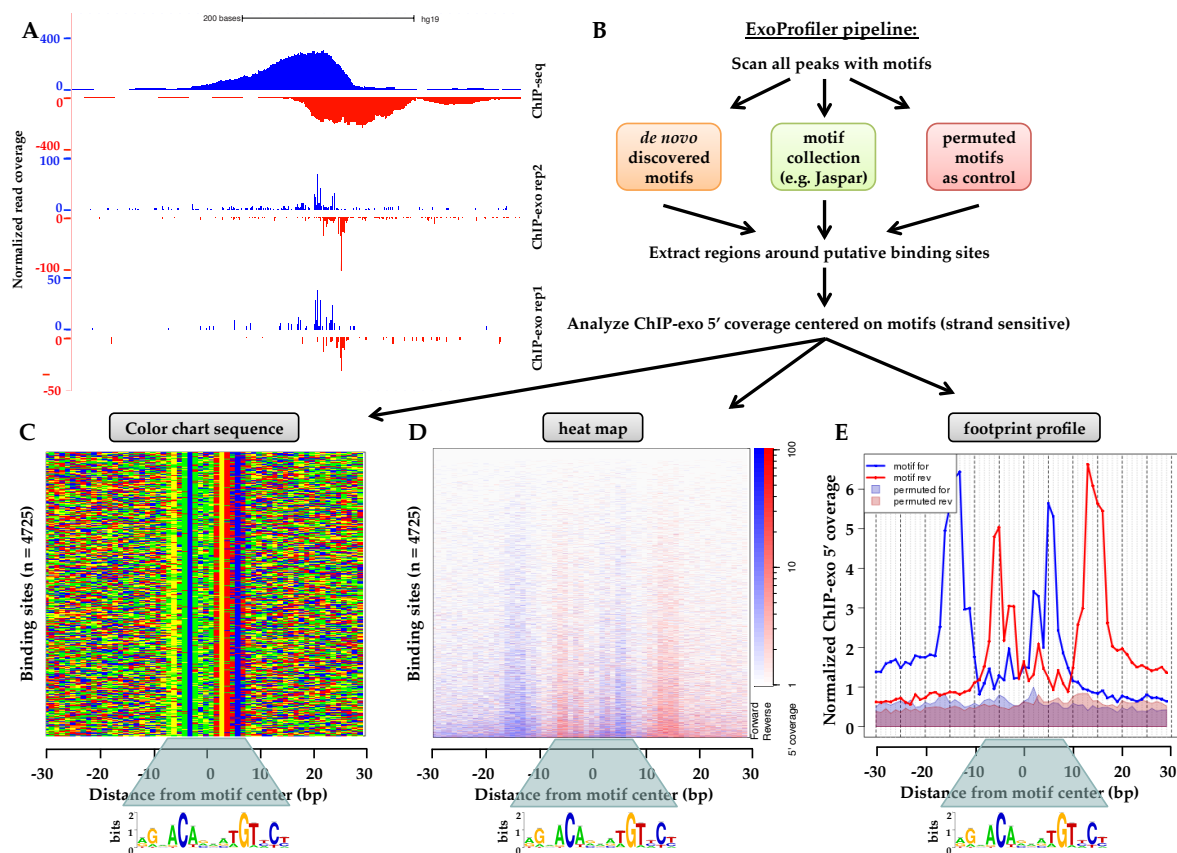 A
200 bases
hg19
400
0
0
-400
ChIP-seq
100
0
0
-100
ChIP-exo rep2
50
0
0
-50
ChIP-exo rep1
Normalized read coverage
B
ExoProfiler pipeline:
Scan all peaks with motifs
de novo
discovered
motifs
motif
collection
(e.g. Jaspar)
permuted
motifs
as control
Extract regions around putative binding sites
Analyze ChIP-exo 5′ coverage centered on motifs (strand sensitive)
C
Color chart sequence
Binding sites (n = 4725)
-30 -20 -10 0 10 20 30
Distance from motif center (bp)
bits
2
1
0
D
heat map
Binding sites (n = 4725)
100
10
1
Forward
Reverse
5' coverage
-30 -20 -10 0 10 20 30
Distance from motif center (bp)
bits
2
1
0
E
footprint profile
motif for
motif rev
permuted for
permuted rev
Normalized ChIP-exo 5′ coverage
6
5
4
3
2
1
0
-30 -20 -10 0 10 20 30
Distance from motif center (bp)
bits
2
1
0